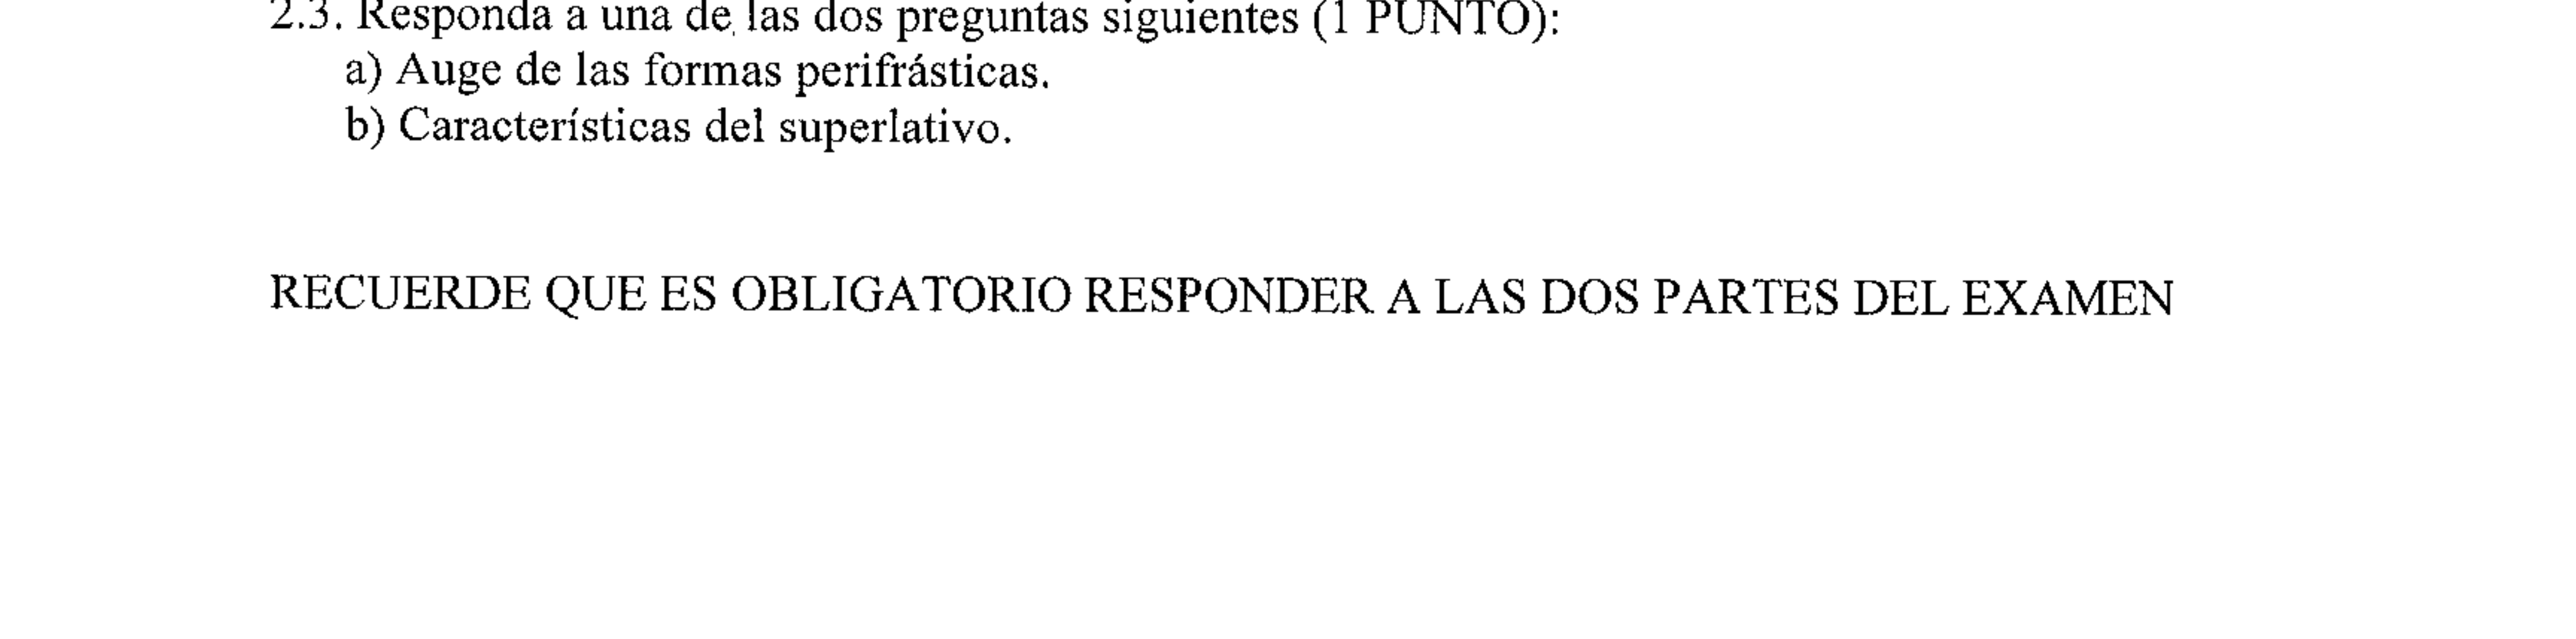 2.3. Responda a una de las dos preguntas siguientes (1 PUNTO):
a) Auge de las formas perifrásticas.
b) Características del superlativo.
RECUERDE QUE ES OBLIGATORIO RESPONDER A LAS DOS PARTES DEL EXAMEN